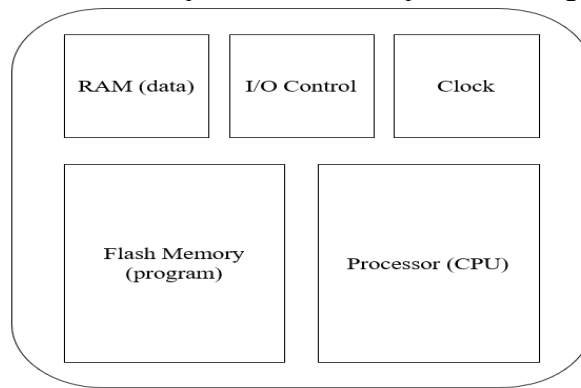 RAM (data)
I/O Control
Clock
Flash Memory
(program)
Processor (CPU)